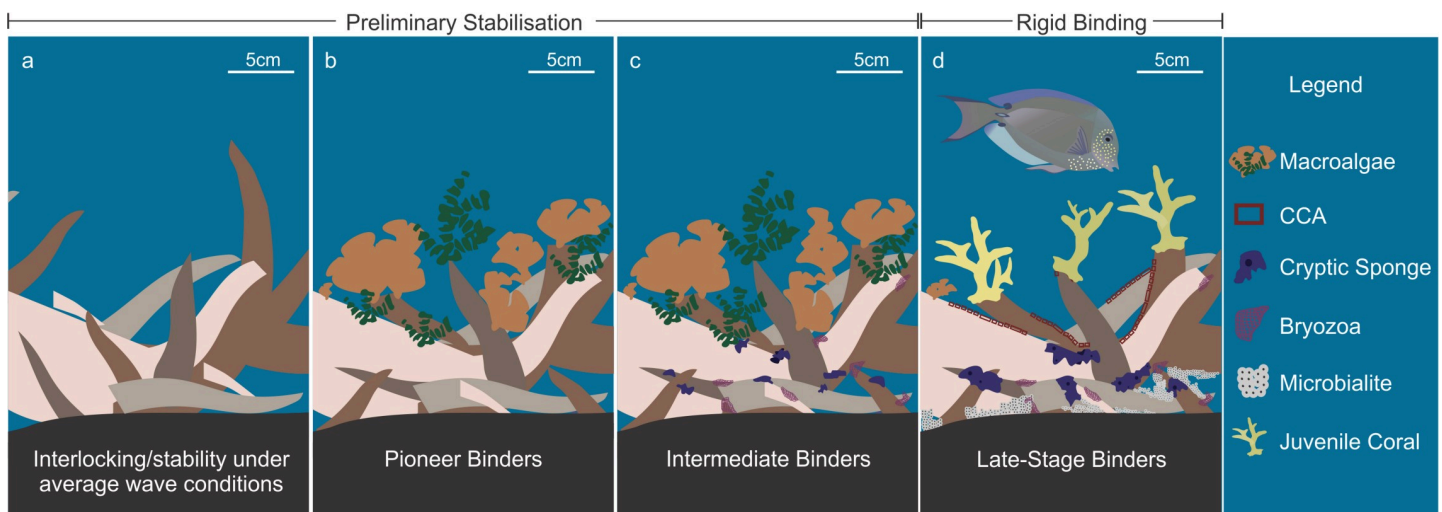 Preliminary Stabilisation
Rigid Binding
a
5cm
b
5cm
c
5cm
d
5cm
Legend
Macroalgae
CCA
Cryptic Sponge
Bryozoa
Microbialite
Juvenile Coral
Interlocking/stability under
average wave conditions
Pioneer Binders
Intermediate Binders
Late-Stage Binders